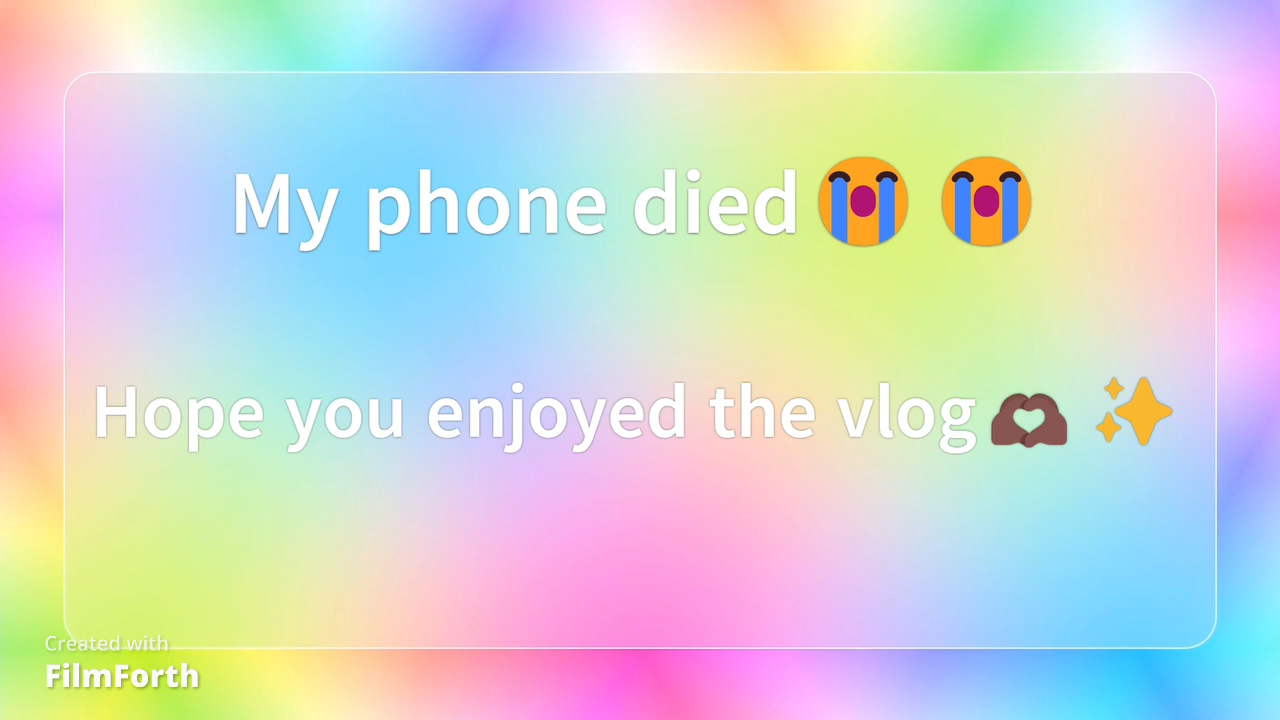 My phone died😭 😭
Hope you enjoyed the vlog🫶🏿 ✨
Created with
FilmForth